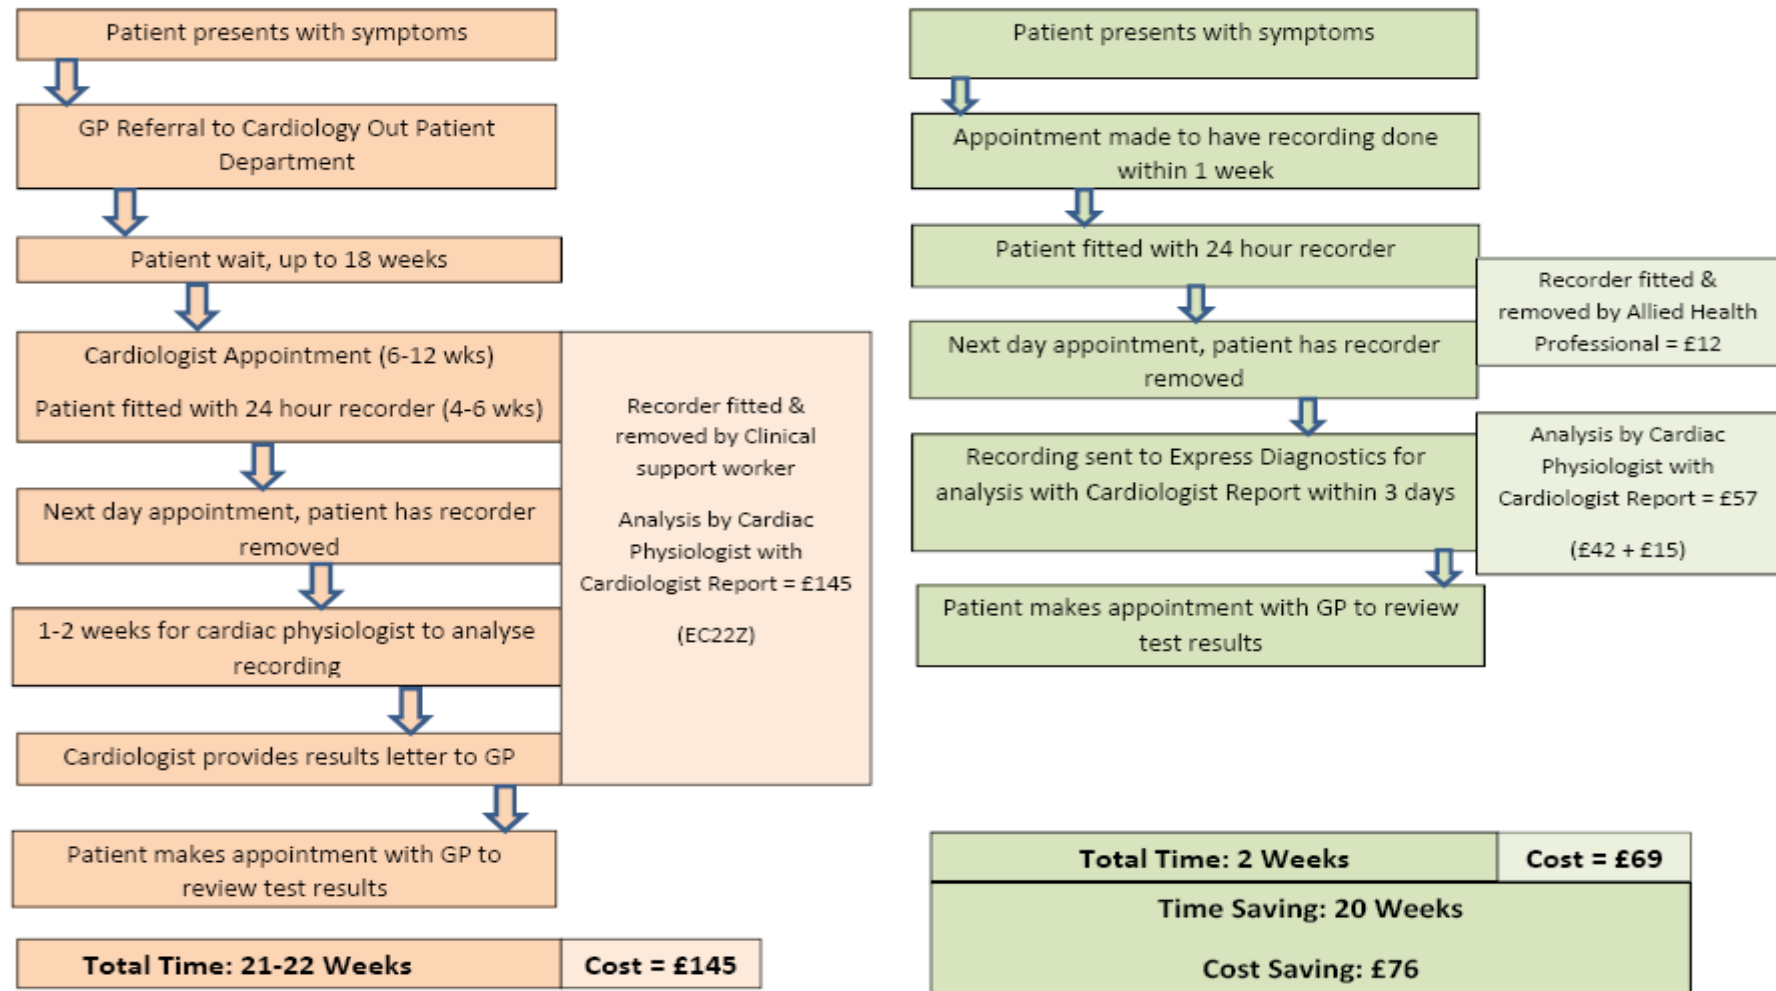 Patient presents with symptoms
GP Referral to Cardiology Out Patient
Department
Patient wait, up to 18 weeks
Cardiologist Appointment (6-12 wks)
Patient fitted with 24 hour recorder (4-6 wks)
Next day appointment, patient has recorder
removed
1-2 weeks for cardiac physiologist to analyse
recording
Cardiologist provides results letter to GP
Patient makes appointment with GP to
review test results
Recorder fitted &
removed by Clinical
support worker
Analysis by Cardiac
Physiologist with
Cardiologist Report = £145
(EC22Z)
Total Time: 21-22 Weeks
Cost = £145
Patient presents with symptoms
Appointment made to have recording done
within 1 week
Patient fitted with 24 hour recorder
Next day appointment, patient has recorder
removed
Recording sent to Express Diagnostics for
analysis with Cardiologist Report within 3 days
Patient makes appointment with GP to review
test results
Recorder fitted &
removed by Allied Health
Professional = £12
Analysis by Cardiac
Physiologist with
Cardiologist Report = £57
(£42 + £15)
Total Time: 2 Weeks
Cost = £69
Time Saving: 20 Weeks
Cost Saving: £76